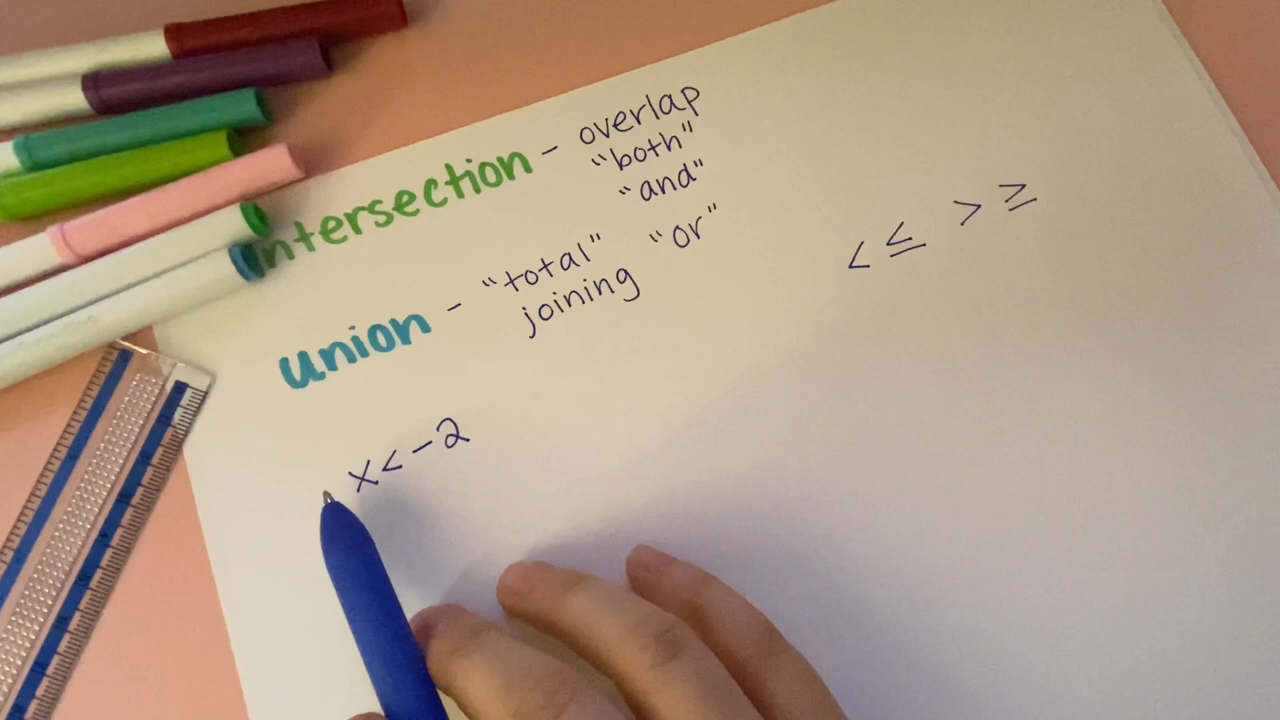 intersection - overlap
"both"
"and"
union - "total" "or"
joining
< ≤ > ≥
x < -2